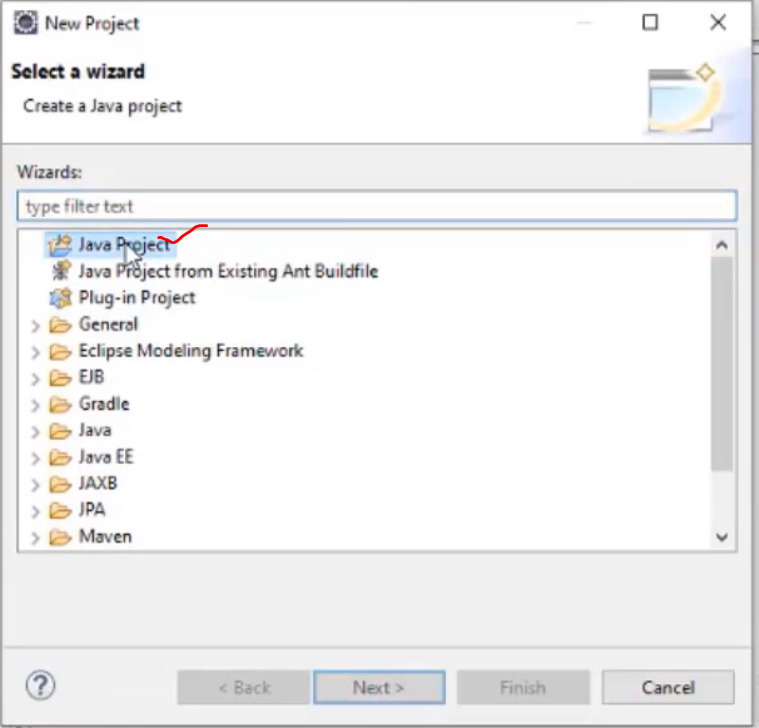 New Project
Select a wizard
Create a Java project
Wizards:
type filter text
Java Project
Java Project from Existing Ant Buildfile
Plug-in Project
General
Eclipse Modeling Framework
EJB
Gradle
Java
Java EE
JAXB
JPA
Maven
?
< Back
Next >
Finish
Cancel